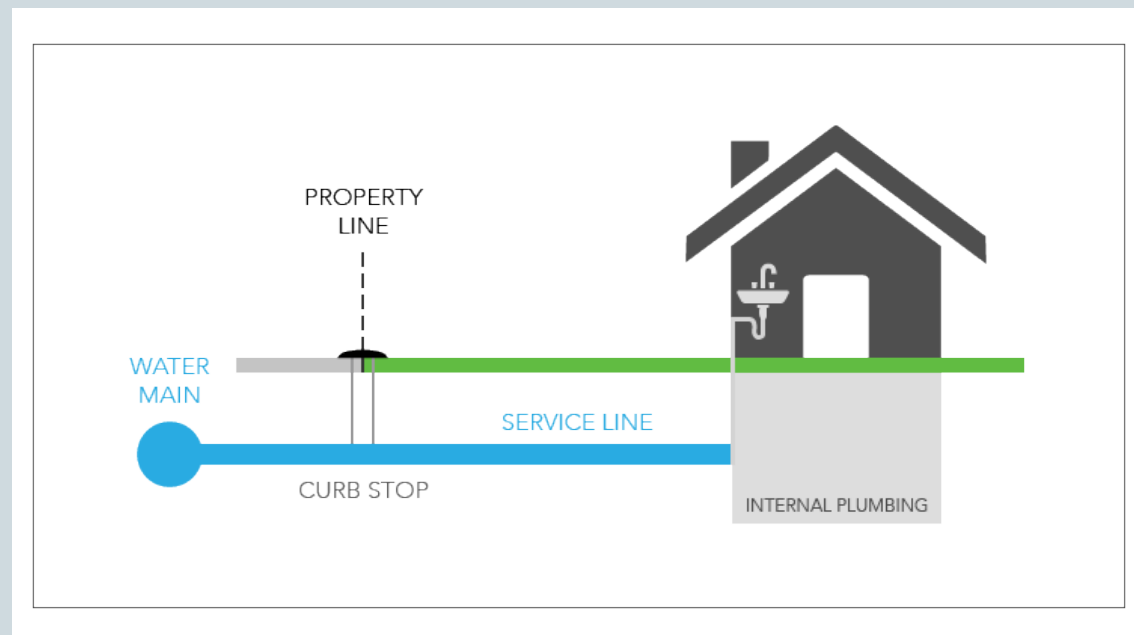 PROPERTY
LINE
WATER
MAIN
SERVICE LINE
CURB STOP
INTERNAL PLUMBING